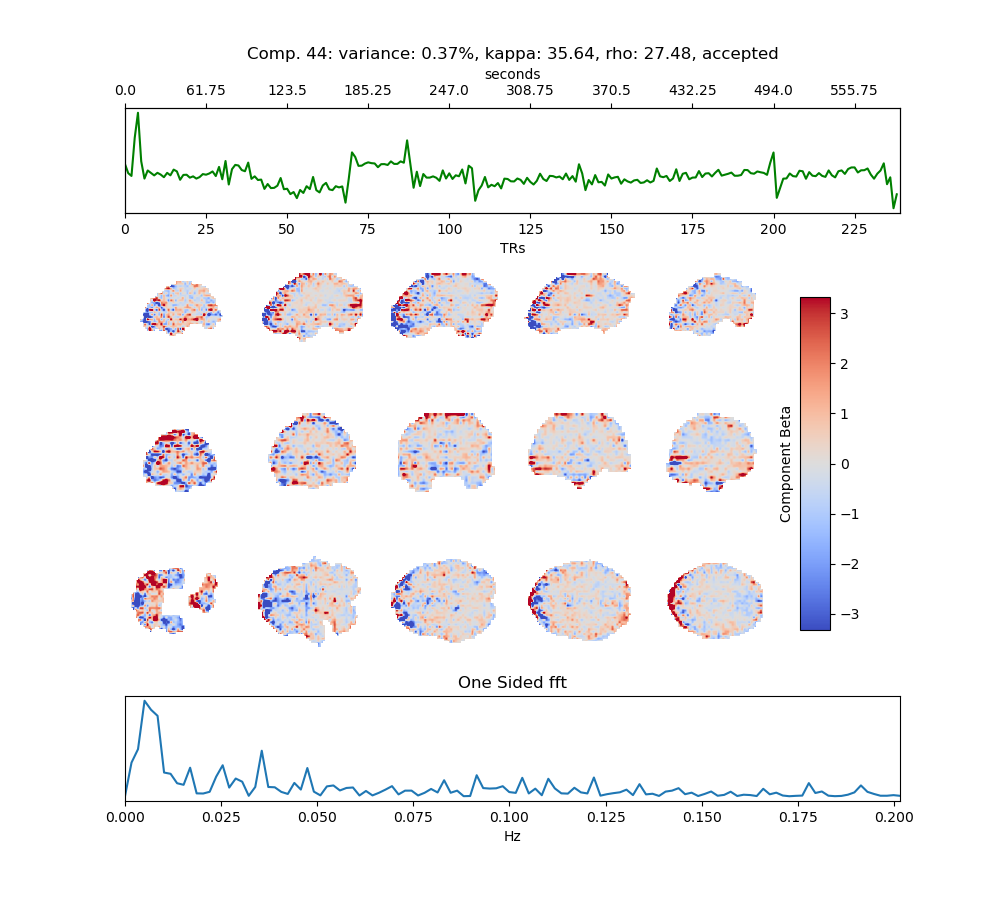 Comp. 44: variance: 0.37%, kappa: 35.64, rho: 27.48, accepted
seconds
0.0 61.75 123.5 185.25 247.0 308.75 370.5 432.25 494.0 555.75
0 25 50 75 100 125 150 175 200 225
TRs
3
2
1
0
−1
−2
−3
Component Beta
One Sided fft
0.000 0.025 0.050 0.075 0.100 0.125 0.150 0.175 0.200
Hz